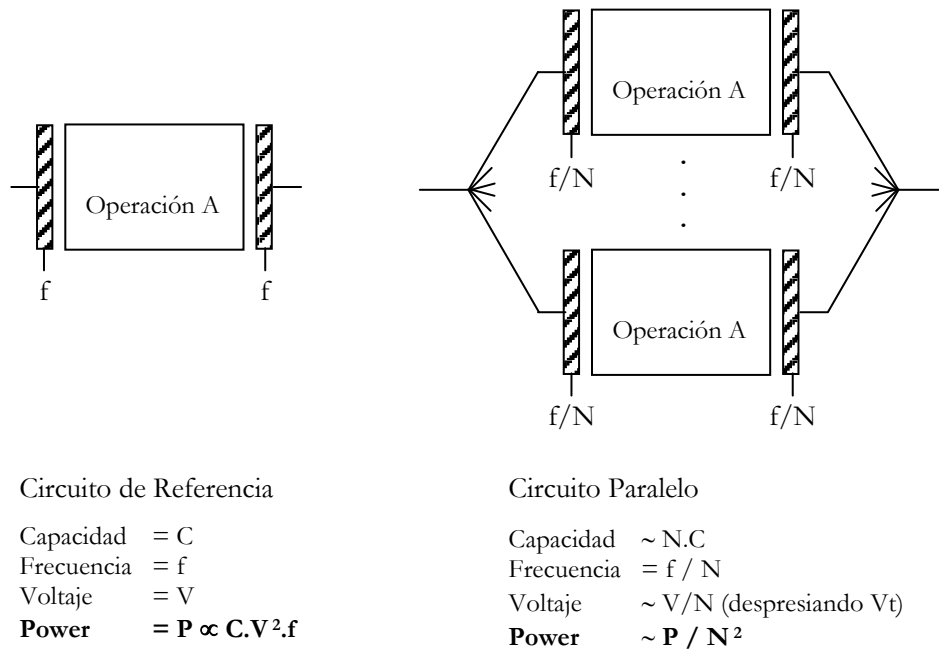 Operación A
f
f
Operación A
f/N
f/N
.
.
.
Operación A
f/N
f/N
Circuito de Referencia
Capacidad = C
Frecuencia = f
Voltaje = V
Power = P ∝ C.V².f
Circuito Paralelo
Capacidad ~ N.C
Frecuencia = f / N
Voltaje ~ V/N (despresiando Vt)
Power ~ P / N²